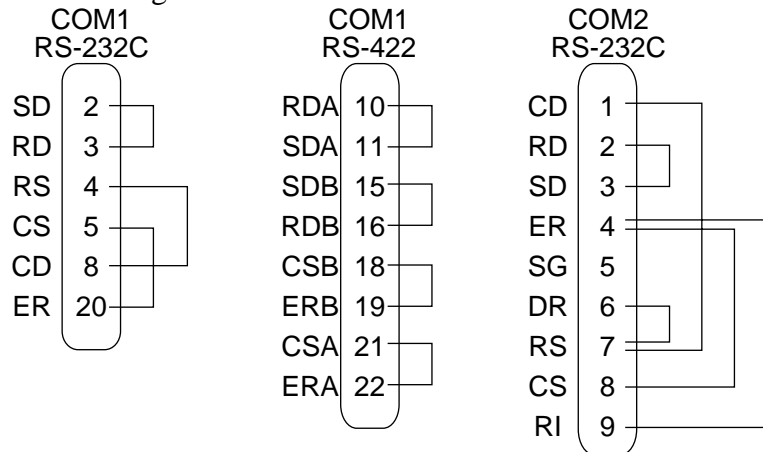 COM1
RS-232C
SD 2
RD 3
RS 4
CS 5
CD 8
ER 20
COM1
RS-422
RDA 10
SDA 11
SDB 15
RDB 16
CSB 18
ERB 19
CSA 21
ERA 22
COM2
RS-232C
CD 1
RD 2
SD 3
ER 4
SG 5
DR 6
RS 7
CS 8
RI 9